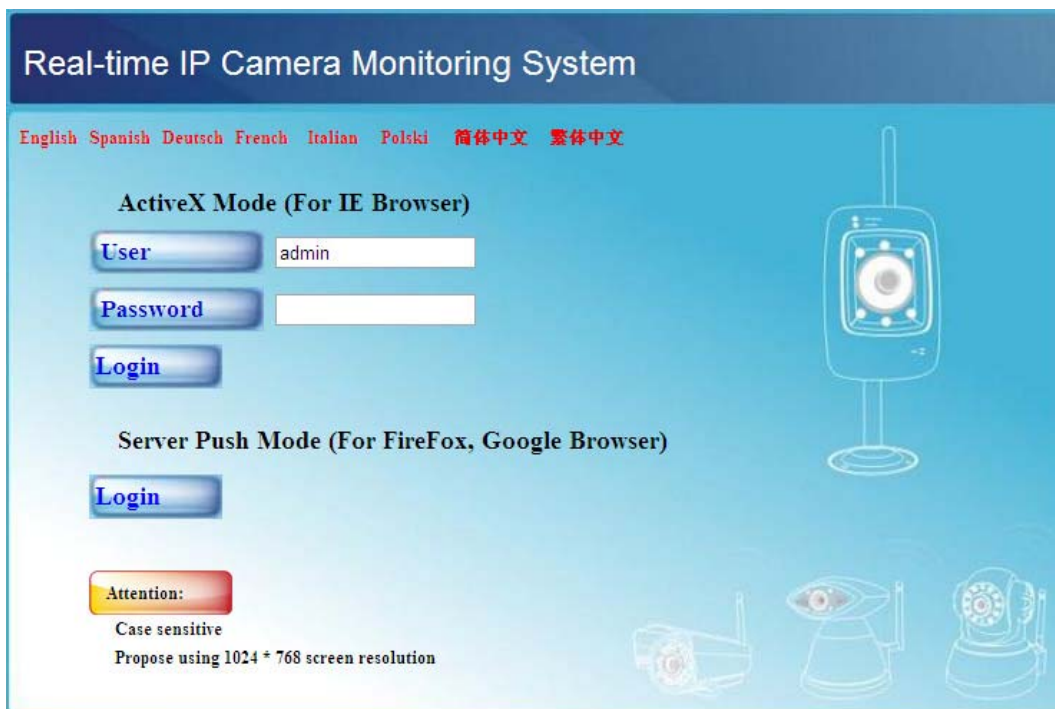 Real-time IP Camera Monitoring System
English Spanish Deutsch French Italian Polski 简体中文 繁体中文
ActiveX Mode (For IE Browser)
User admin
Password
Login
Server Push Mode (For FireFox, Google Browser)
Login
Attention:
Case sensitive
Propose using 1024 * 768 screen resolution